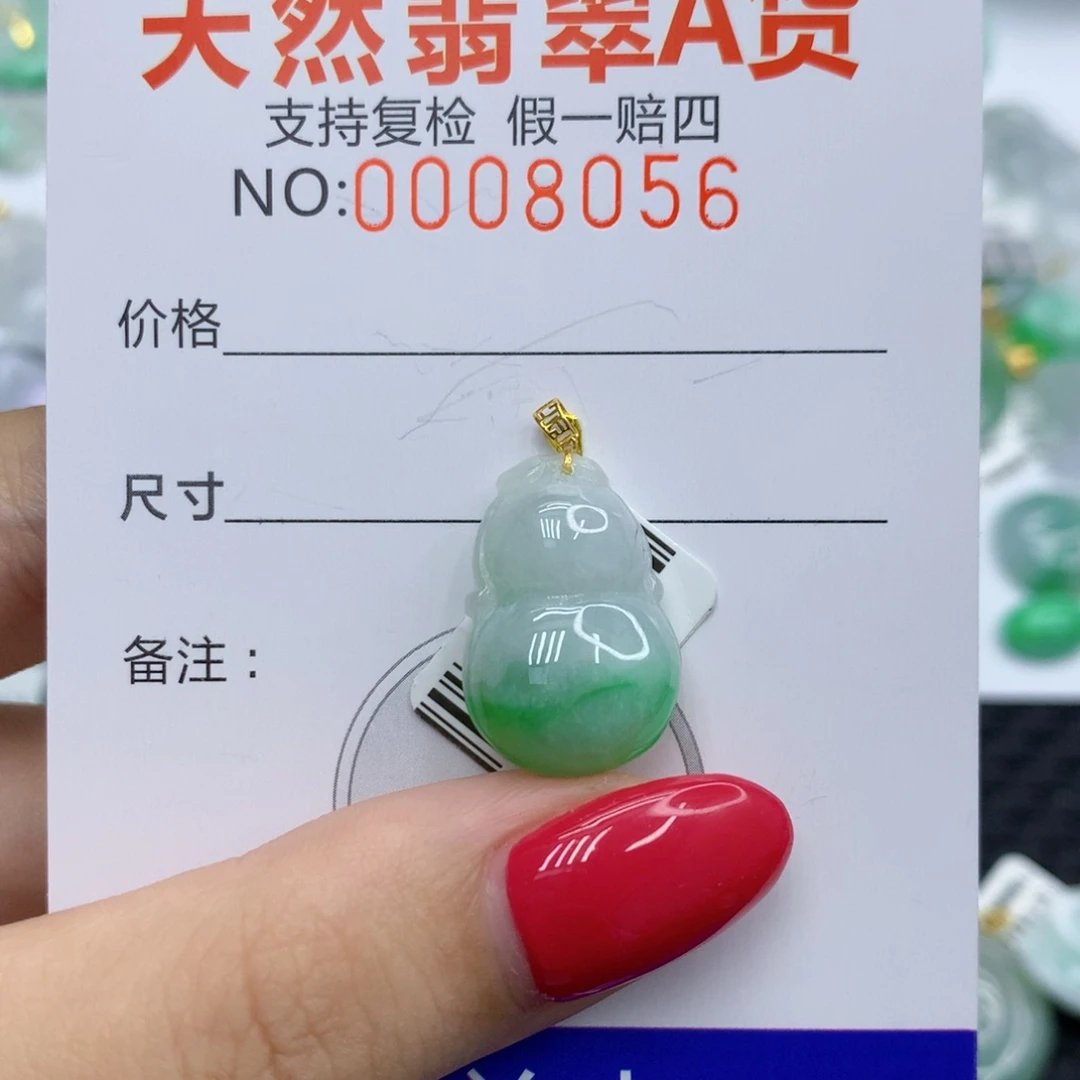 天然翡翠A货
支持复检 假一赔四
NO:0008056
价格
尺寸
备注：